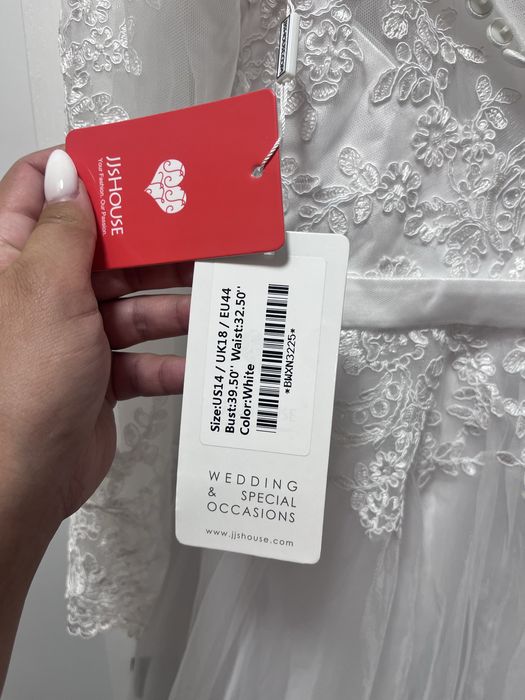 JJSHOUSE
Your Fashion. Our Passion.
Size:US14 / UK18 / EU44
Bust:39.50'' Waist:32.50''
Color:White
*BWXN3225*
WEDDING
& SPECIAL
OCCASIONS
www.jjshouse.com